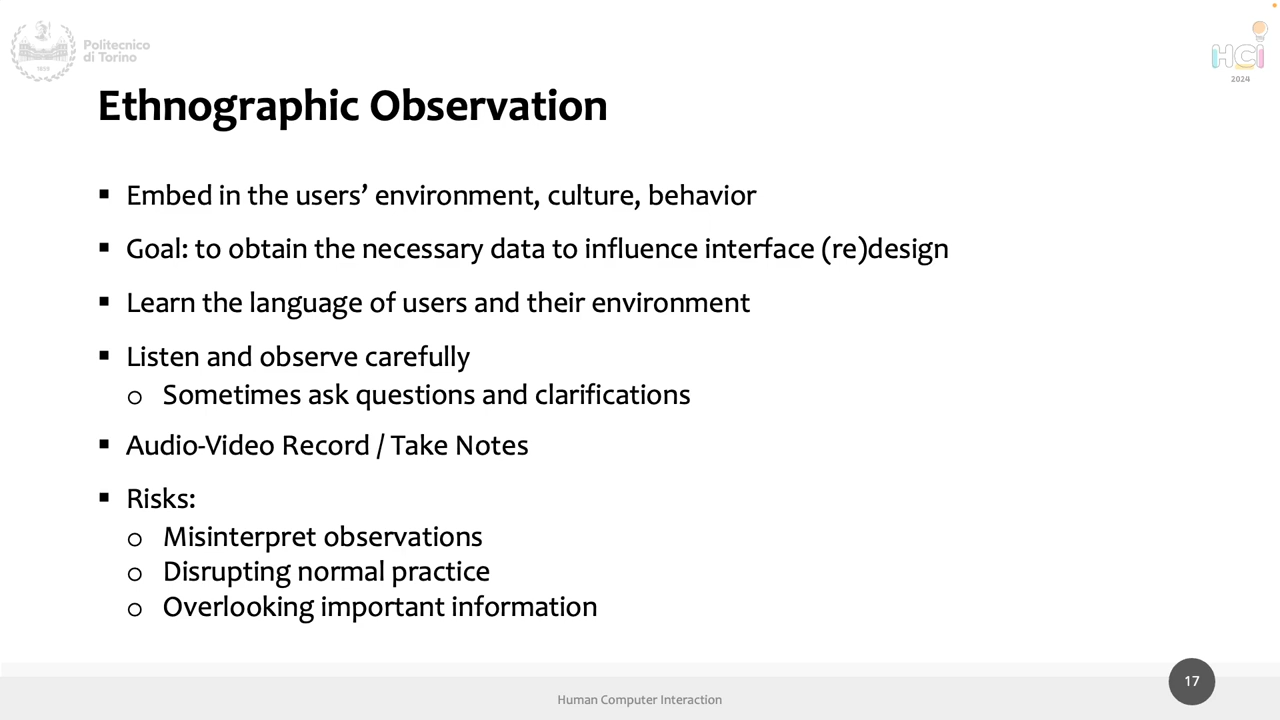 Politecnico
di Torino
1859
HCI
2024
Ethnographic Observation
▪ Embed in the users’ environment, culture, behavior
▪ Goal: to obtain the necessary data to influence interface (re)design
▪ Learn the language of users and their environment
▪ Listen and observe carefully
o Sometimes ask questions and clarifications
▪ Audio-Video Record / Take Notes
▪ Risks:
o Misinterpret observations
o Disrupting normal practice
o Overlooking important information
Human Computer Interaction
17